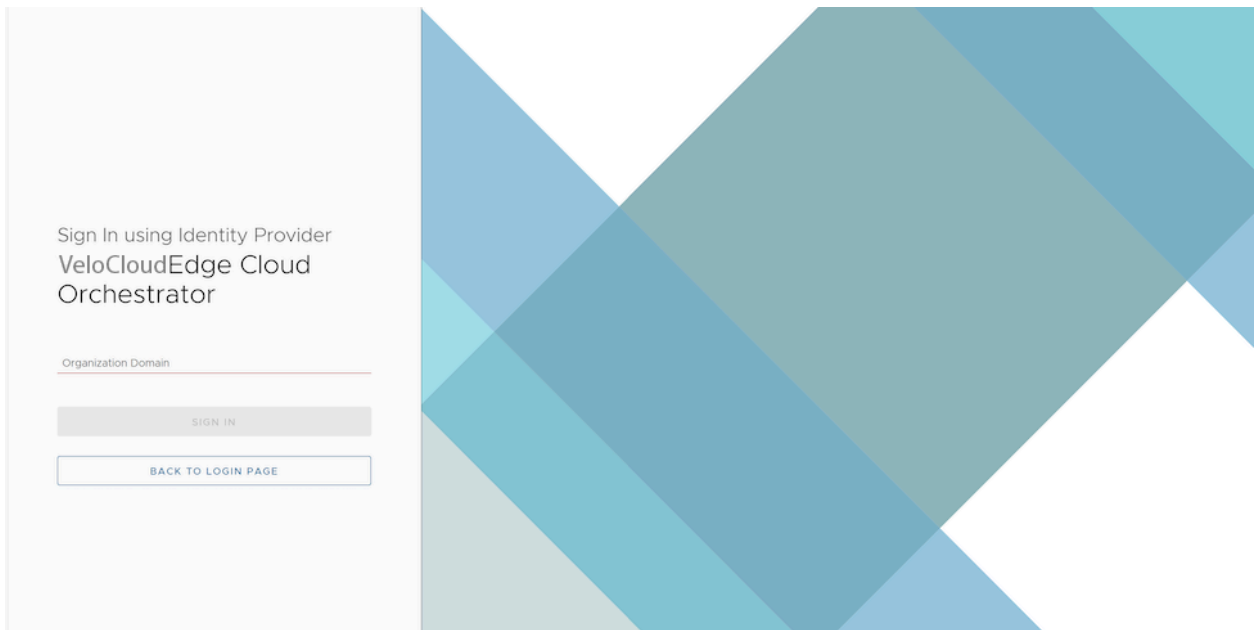 Sign In using Identity Provider
VeloCloudEdge Cloud
Orchestrator
Organization Domain
SIGN IN
BACK TO LOGIN PAGE